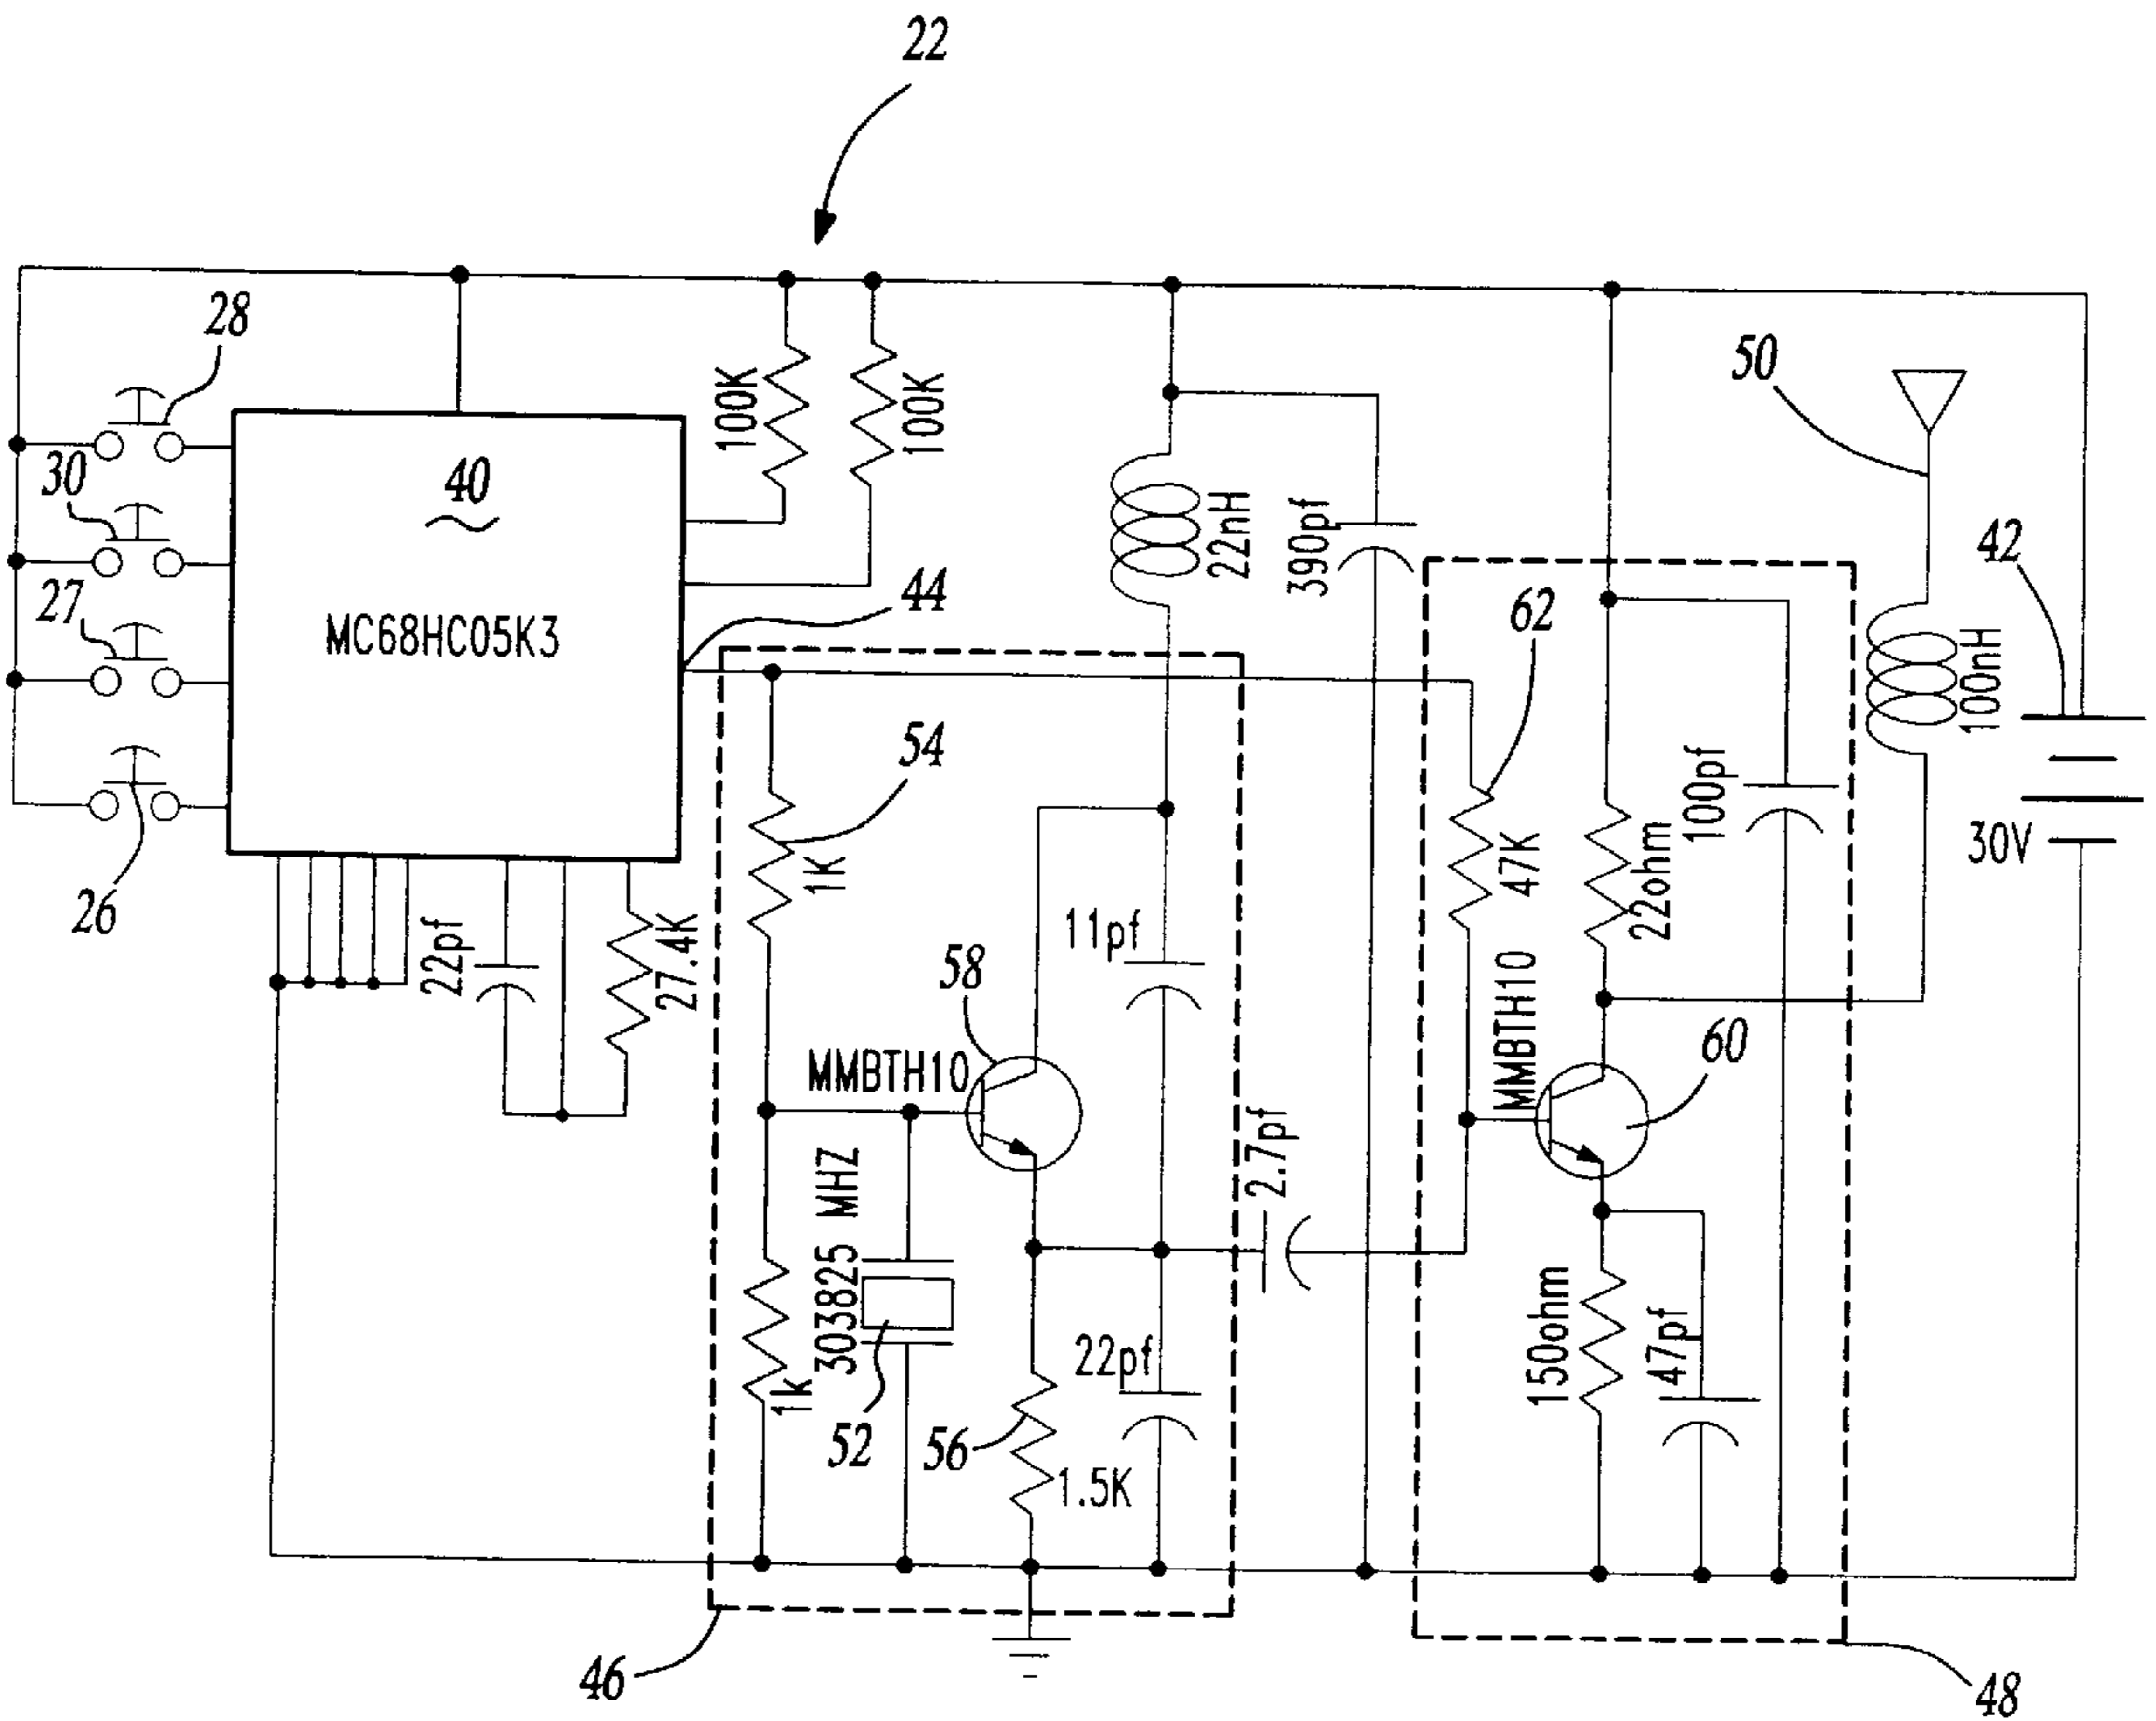 22
28
50
100K
100K
30
40
22nH
390pf
42
27
44
62
MC68HC05K3
100nH
54
100pf
30V
1K
47K
22ohm
26
22pf
27.4K
11pf
58
MMBTH10
MMBTH10
60
2.7pf
303825 MHZ
150ohm
47pf
22pf
1k
52
56
1.5K
46
48